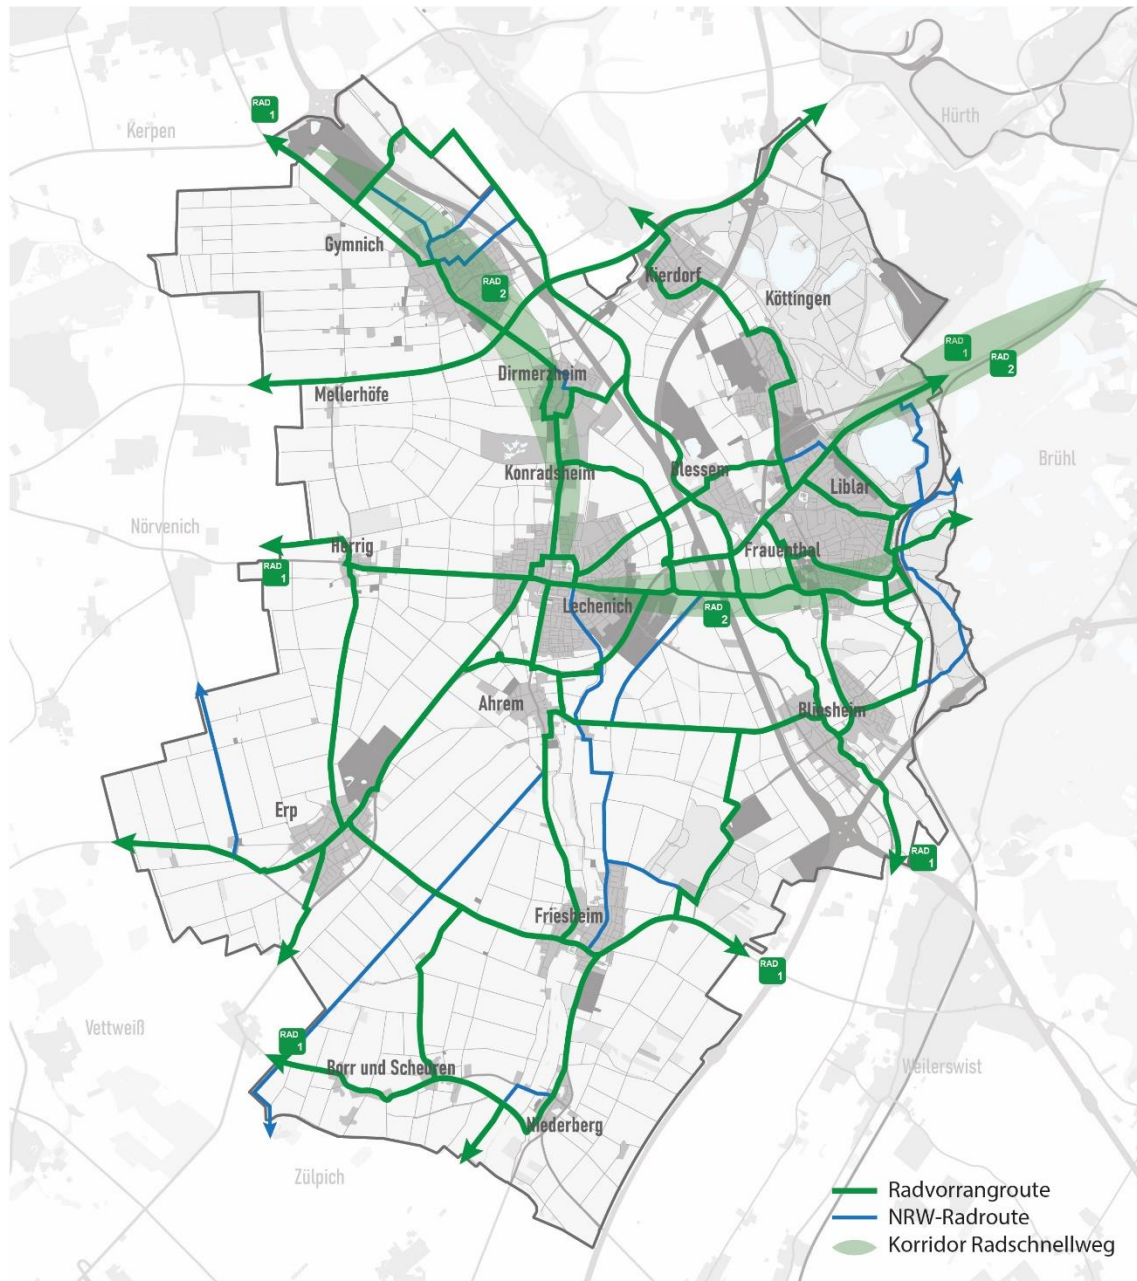 RAD
1
Kerpen
Hürth
Gymnich
Kierdorf
Köttingen
RAD
2
RAD
1
RAD
2
Dirmerzheim
Mellerhöfe
Brühl
Konradsheim
Blessem
Liblar
Nörvenich
Herrig
Frauenthal
RAD
1
Lechenich
RAD
2
Ahrem
Bliesheim
Erp
RAD
1
Friesheim
RAD
1
Vettweiß
RAD
1
Borr und Scheuren
Weilerswist
Niederberg
Zülpich
Radvorrangroute
NRW-Radroute
Korridor Radschnellweg